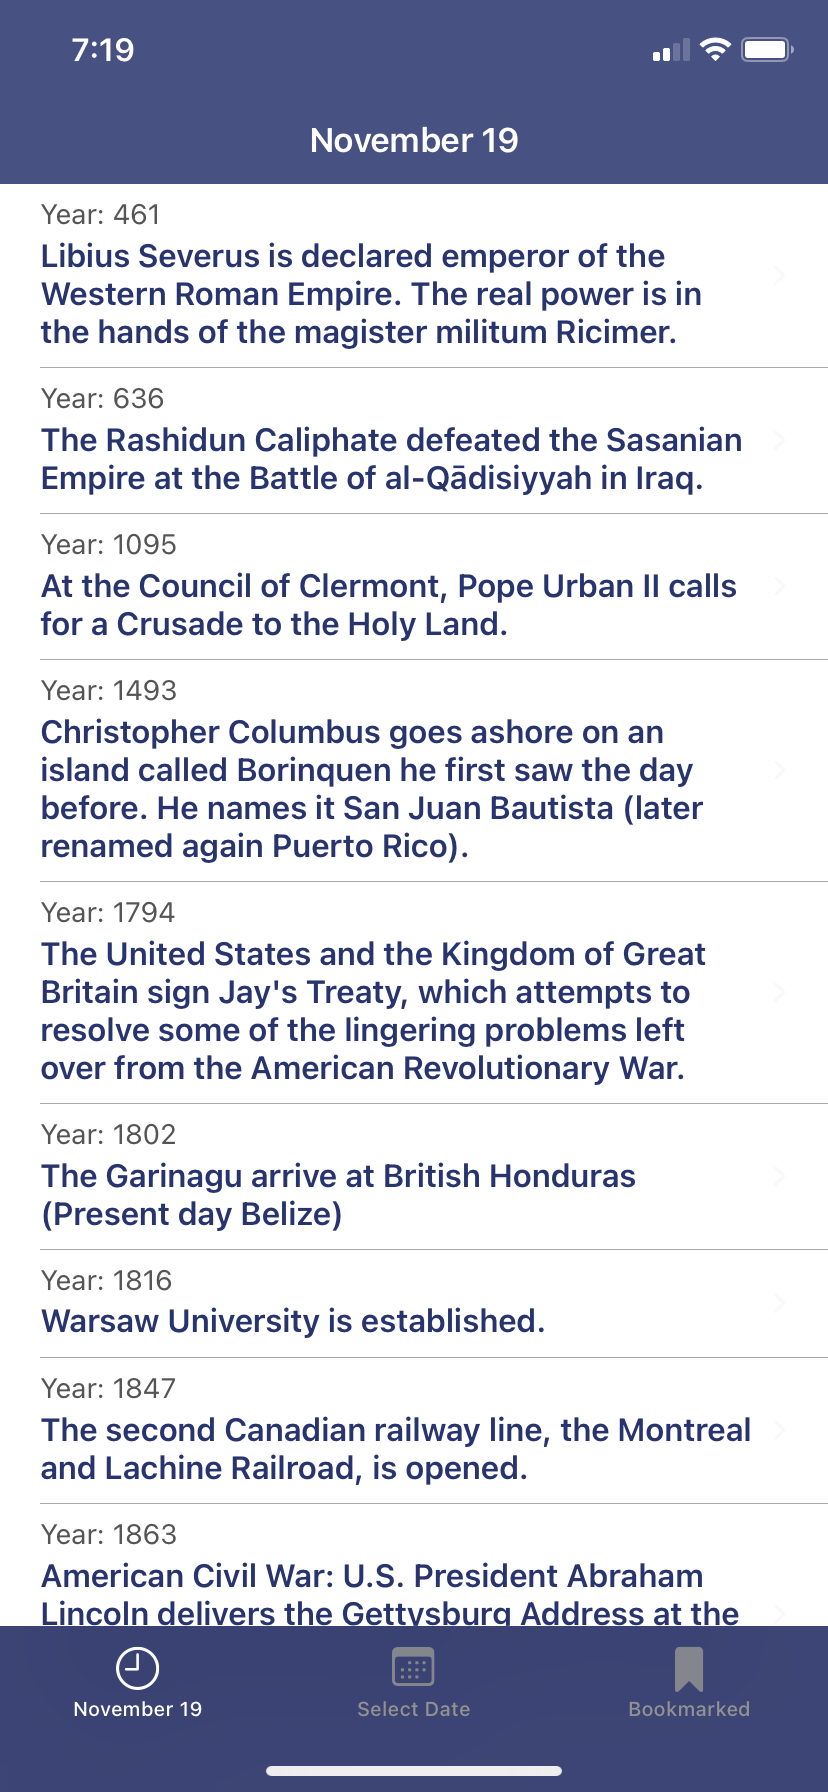 7:19
November 19
Year: 461
Libius Severus is declared emperor of the
Western Roman Empire. The real power is in
the hands of the magister militum Ricimer.
Year: 636
The Rashidun Caliphate defeated the Sasanian
Empire at the Battle of al-Qādisiyyah in Iraq.
Year: 1095
At the Council of Clermont, Pope Urban II calls
for a Crusade to the Holy Land.
Year: 1493
Christopher Columbus goes ashore on an
island called Borinquen he first saw the day
before. He names it San Juan Bautista (later
renamed again Puerto Rico).
Year: 1794
The United States and the Kingdom of Great
Britain sign Jay's Treaty, which attempts to
resolve some of the lingering problems left
over from the American Revolutionary War.
Year: 1802
The Garinagu arrive at British Honduras
(Present day Belize)
Year: 1816
Warsaw University is established.
Year: 1847
The second Canadian railway line, the Montreal
and Lachine Railroad, is opened.
Year: 1863
American Civil War: U.S. President Abraham
Lincoln delivers the Gettysburg Address at the
November 19
Select Date
Bookmarked